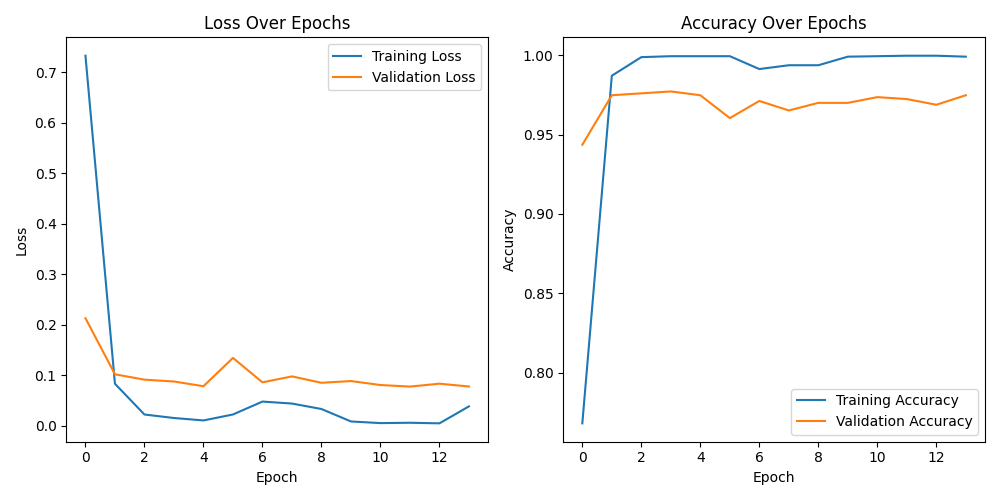 Loss Over Epochs
Training Loss
Validation Loss
0.7
0.6
0.5
0.4
0.3
0.2
0.1
0.0
Loss
0 2 4 6 8 10 12
Epoch
Accuracy Over Epochs
1.00
0.95
0.90
0.85
0.80
Accuracy
Training Accuracy
Validation Accuracy
0 2 4 6 8 10 12
Epoch